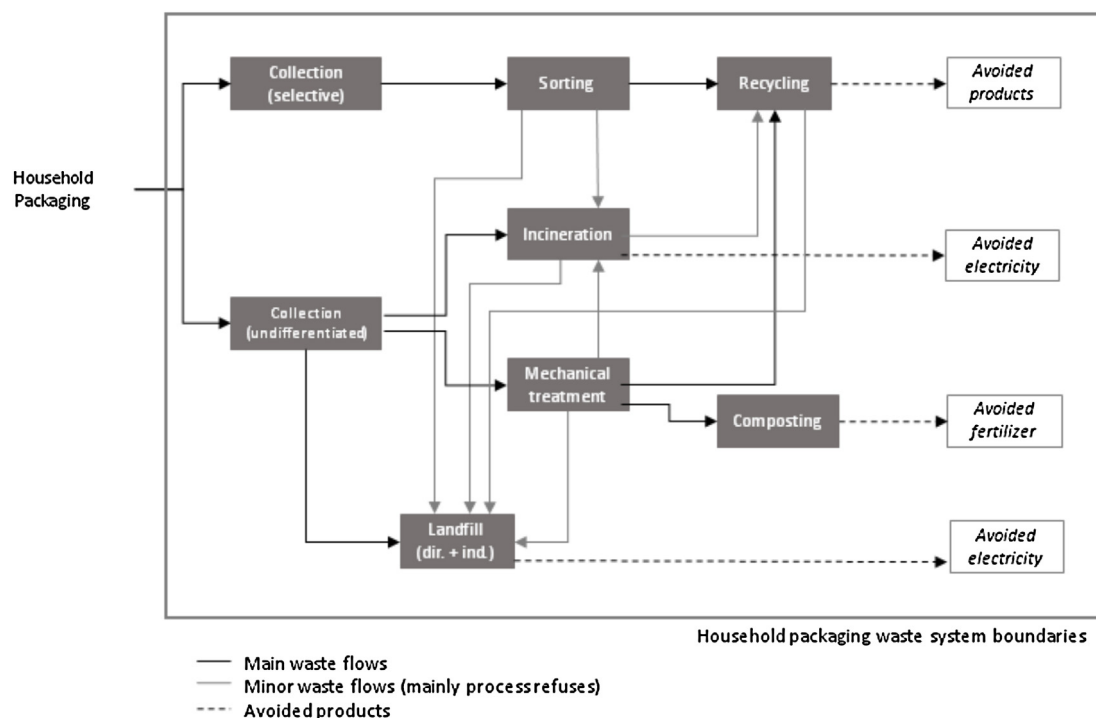 Collection
(selective)
Sorting
Recycling
Avoided
products
Household
Packaging
Incineration
Avoided
electricity
Collection
(undifferentiated)
Mechanical
treatment
Composting
Avoided
fertilizer
Landfill
(dir. + ind.)
Avoided
electricity
Household packaging waste system boundaries
Main waste flows
Minor waste flows (mainly process refuses)
Avoided products